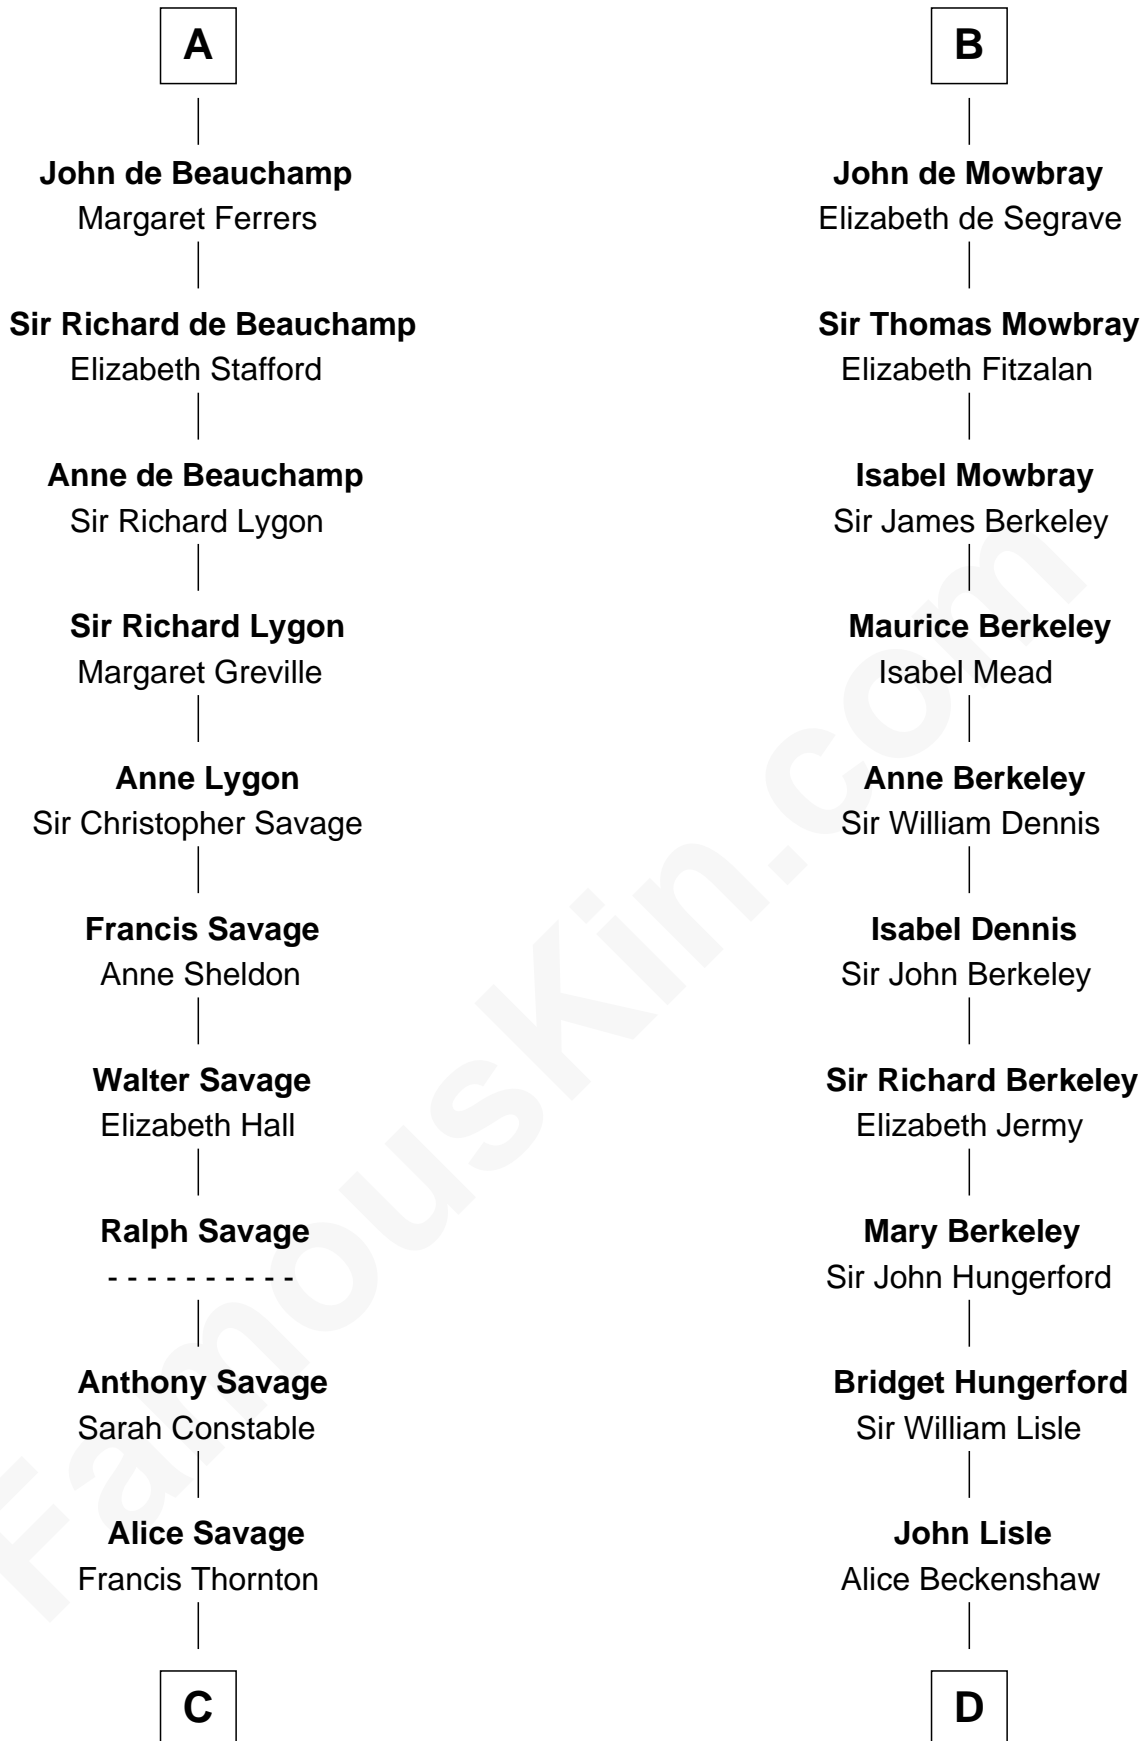 A
John de Beauchamp
Margaret Ferrers
Sir Richard de Beauchamp
Elizabeth Stafford
Anne de Beauchamp
Sir Richard Lygon
Sir Richard Lygon
Margaret Greville
Anne Lygon
Sir Christopher Savage
Francis Savage
Anne Sheldon
Walter Savage
Elizabeth Hall
Ralph Savage
- - - - - - - - - -
Anthony Savage
Sarah Constable
Alice Savage
Francis Thornton
C
B
John de Mowbray
Elizabeth de Segrave
Sir Thomas Mowbray
Elizabeth Fitzalan
Isabel Mowbray
Sir James Berkeley
Maurice Berkeley
Isabel Mead
Anne Berkeley
Sir William Dennis
Isabel Dennis
Sir John Berkeley
Sir Richard Berkeley
Elizabeth Jermy
Mary Berkeley
Sir John Hungerford
Bridget Hungerford
Sir William Lisle
John Lisle
Alice Beckenshaw
D
FamousKin.com